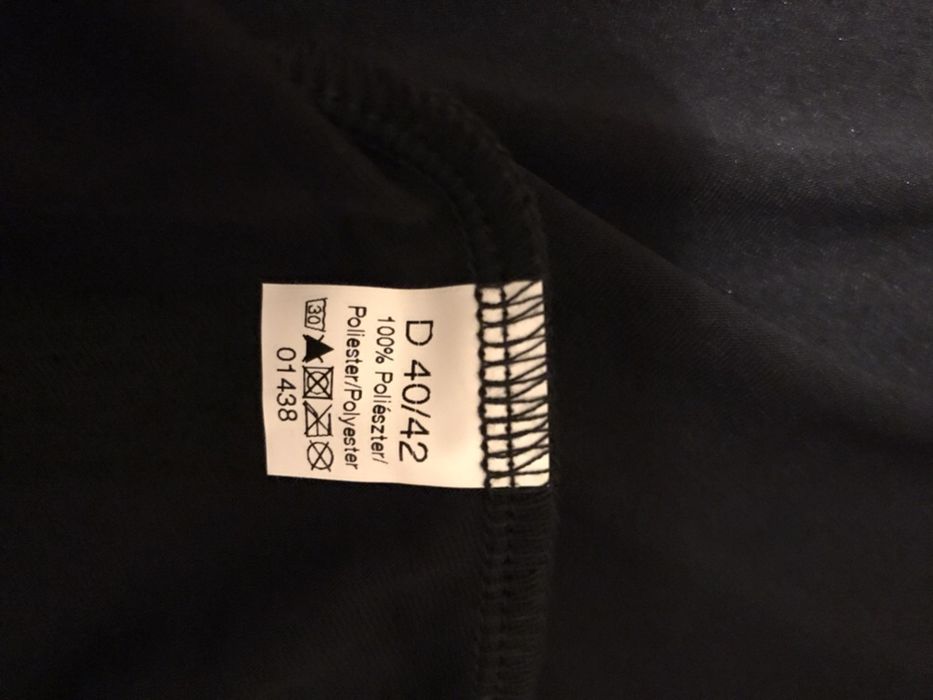 D 40/42
100% Poliészter/
Poliester/Polyester
30
01438